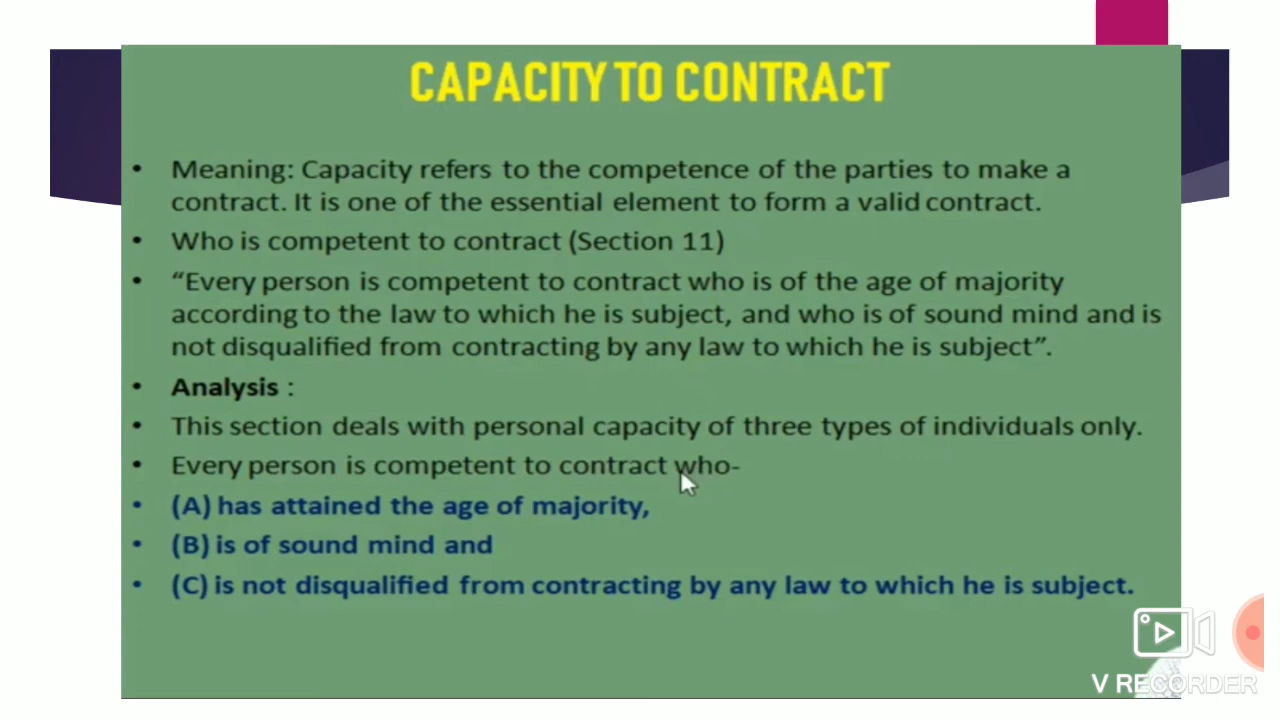 CAPACITY TO CONTRACT
• Meaning: Capacity refers to the competence of the parties to make a
contract. It is one of the essential element to form a valid contract.
• Who is competent to contract (Section 11)
• “Every person is competent to contract who is of the age of majority
according to the law to which he is subject, and who is of sound mind and is
not disqualified from contracting by any law to which he is subject”.
• Analysis :
• This section deals with personal capacity of three types of individuals only.
• Every person is competent to contract who-
• (A) has attained the age of majority,
• (B) is of sound mind and
• (C) is not disqualified from contracting by any law to which he is subject.
V RECORDER